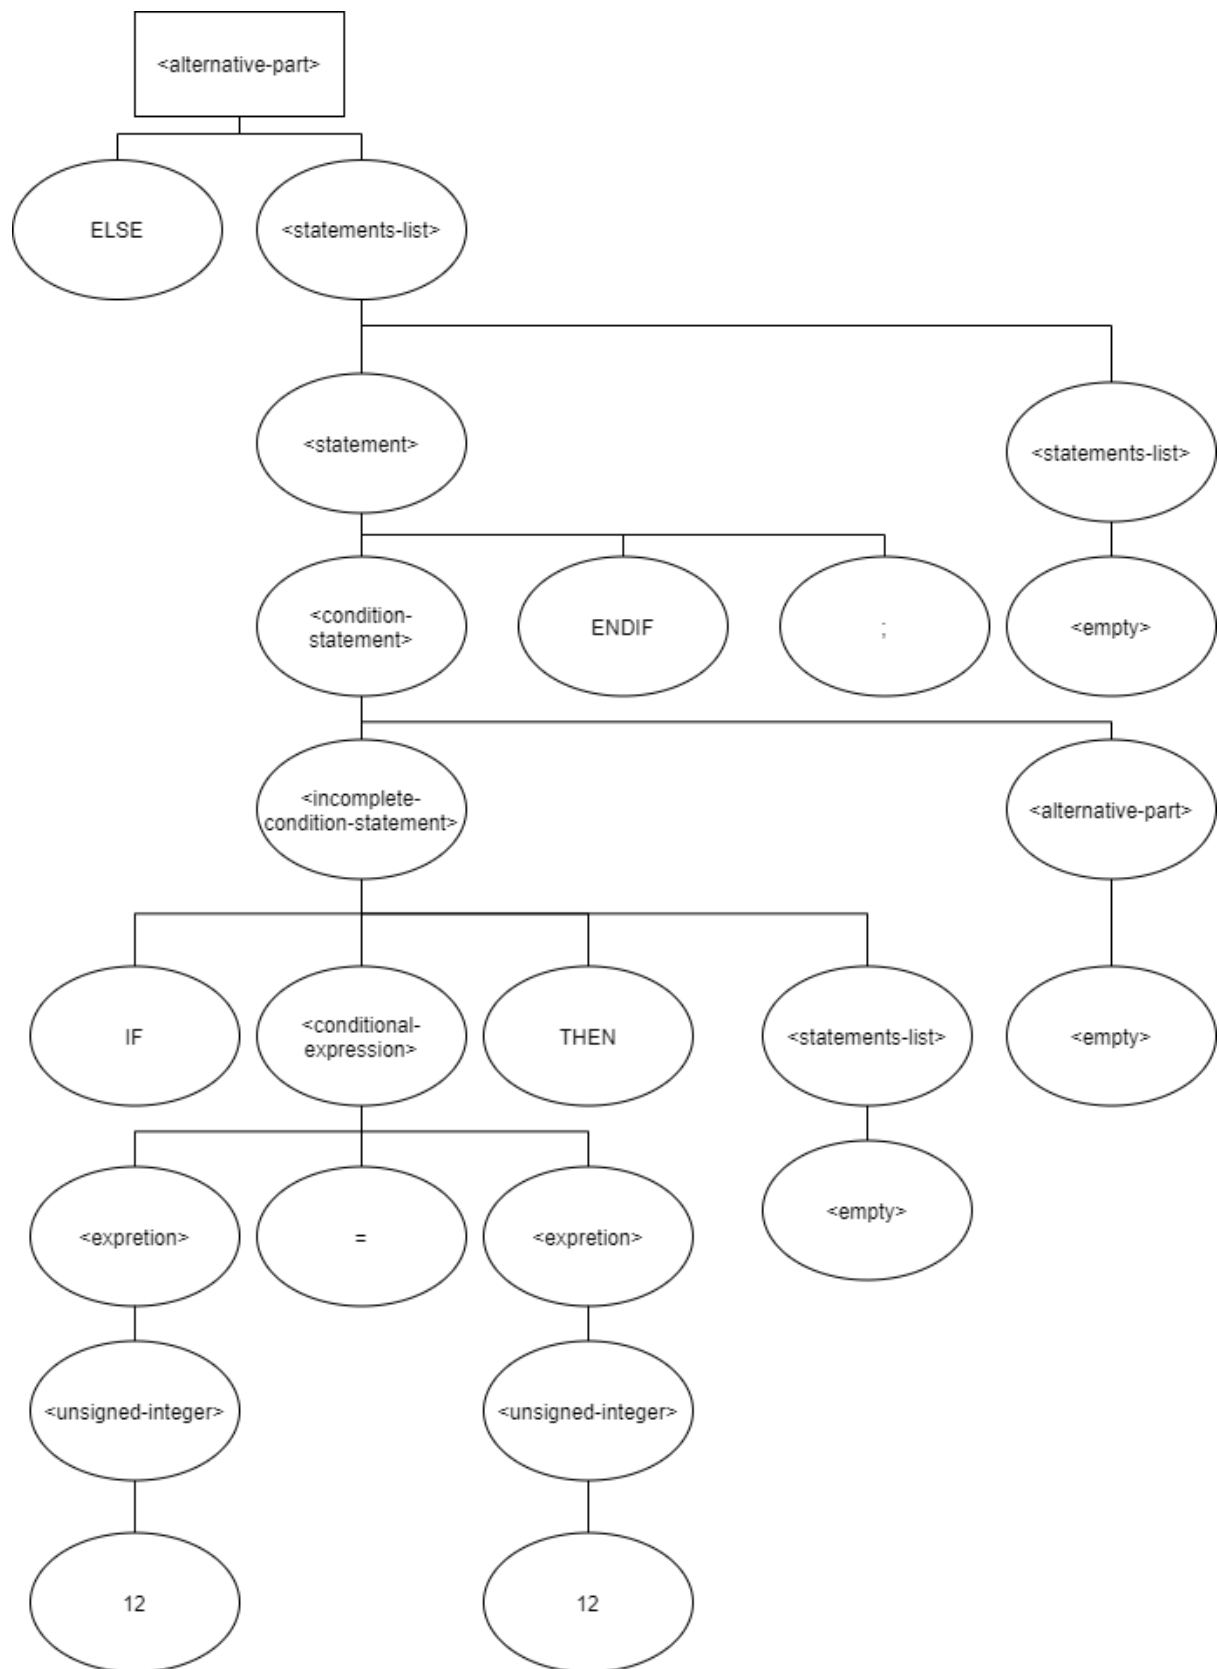 <alternative-part>
ELSE
<statements-list>
<statement>
<statements-list>
<condition-
statement>
ENDIF
;
<empty>
<incomplete-
condition-statement>
<alternative-part>
IF
<conditional-
expression>
THEN
<statements-list>
<empty>
<expretion>
=
<expretion>
<empty>
<unsigned-integer>
<unsigned-integer>
12
12